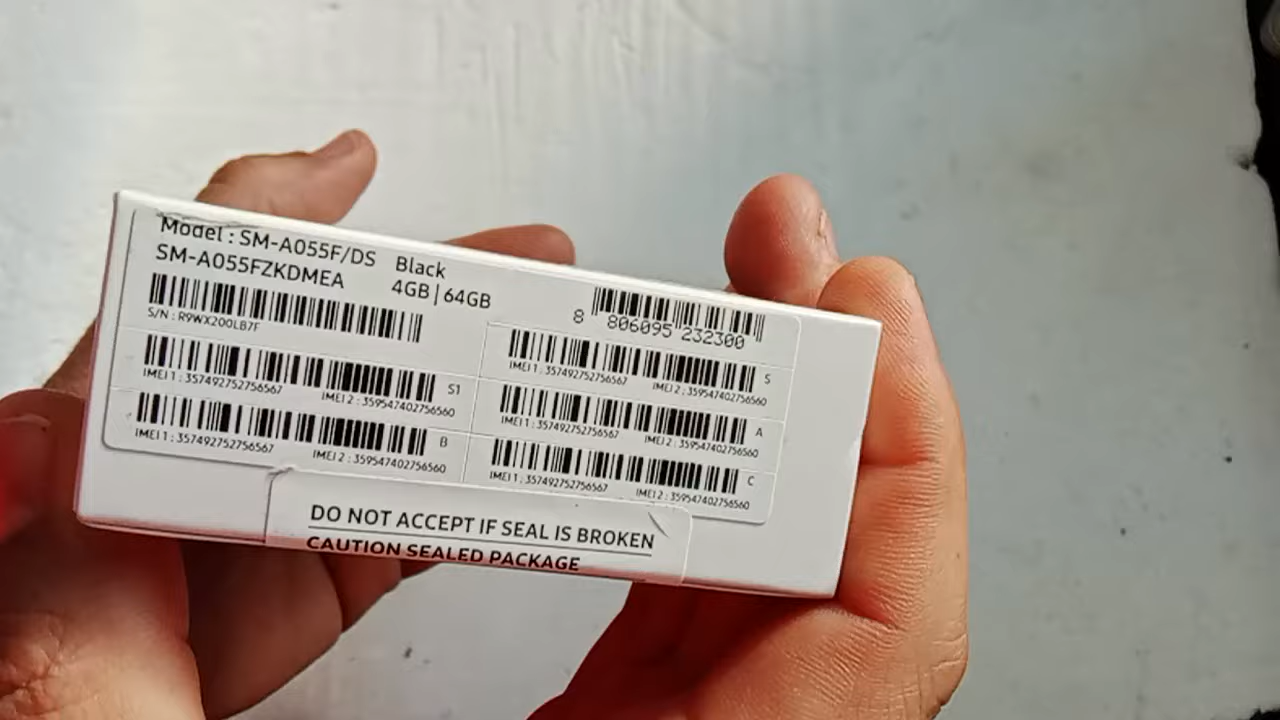 Model : SM-A055F/DS Black
SM-A055FZKDMEA 4GB | 64GB
S/N : R9WX200LB7F
8 806095 232300
IMEI 1 : 357492752756567 IMEI 2 : 359547402756560 S1
IMEI 1 : 357492752756567 IMEI 2 : 359547402756560 S
IMEI 1 : 357492752756567 IMEI 2 : 359547402756560 B
IMEI 1 : 357492752756567 IMEI 2 : 359547402756560 A
IMEI 1 : 357492752756567 IMEI 2 : 359547402756560 C
DO NOT ACCEPT IF SEAL IS BROKEN
CAUTION SEALED PACKAGE